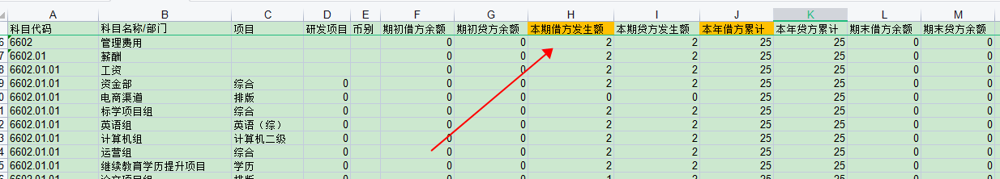 A B C D E F G H I J K L M
科目代码 科目名称/部门 项目 研发项目 币别 期初借方余额 期初贷方余额 本期借方发生额 本期贷方发生额 本年借方累计 本年贷方累计 期末借方余额 期末贷方余额
6 6602 管理费用 0 0 2 2 25 25 0 0
7 6602.01 薪酬 0 0 2 2 25 25 0 0
8 6602.01.01 工资 0 0 2 2 25 25 0 0
9 6602.01.01 资金部 综合 0 0 0 2 2 25 25 0 0
0 6602.01.01 电商渠道 排版 0 0 0 0 0 25 25 0 0
1 6602.01.01 标学项目组 综合 0 0 0 2 2 25 25 0 0
2 6602.01.01 英语组 英语（综） 0 0 0 2 2 25 25 0 0
3 6602.01.01 计算机组 计算机二级 0 0 0 2 2 25 25 0 0
4 6602.01.01 运营组 综合 0 0 0 2 2 25 25 0 0
5 6602.01.01 继续教育学历提升项目 学历 0 0 0 2 2 25 25 0 0
6 6602.01.01 论文项目组 排版 0 0 0 1 2 25 25 0 0